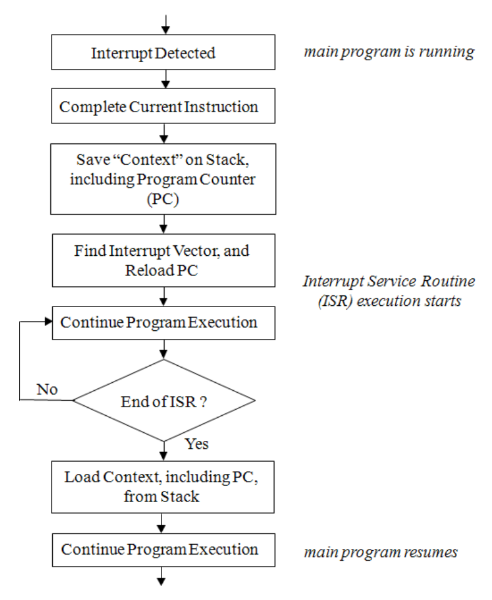 Interrupt Detected
main program is running
Complete Current Instruction
Save “Context” on Stack,
including Program Counter
(PC)
Find Interrupt Vector, and
Reload PC
Interrupt Service Routine
(ISR) execution starts
Continue Program Execution
No
End of ISR ?
Yes
Load Context, including PC,
from Stack
Continue Program Execution
main program resumes